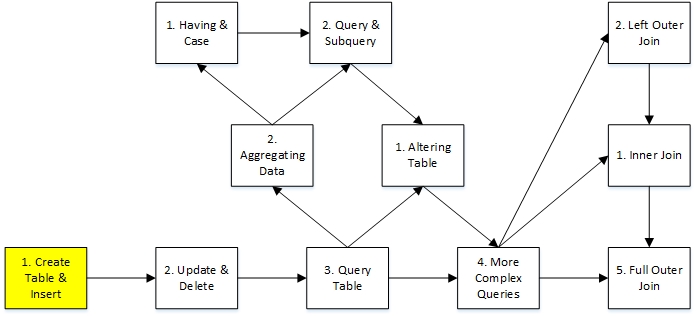 1. Having &
Case
2. Query &
Subquery
2. Left Outer
Join
2.
Aggregating
Data
1. Altering
Table
1. Inner Join
1. Create
Table &
Insert
2. Update &
Delete
3. Query
Table
4. More
Complex
Queries
5. Full Outer
Join